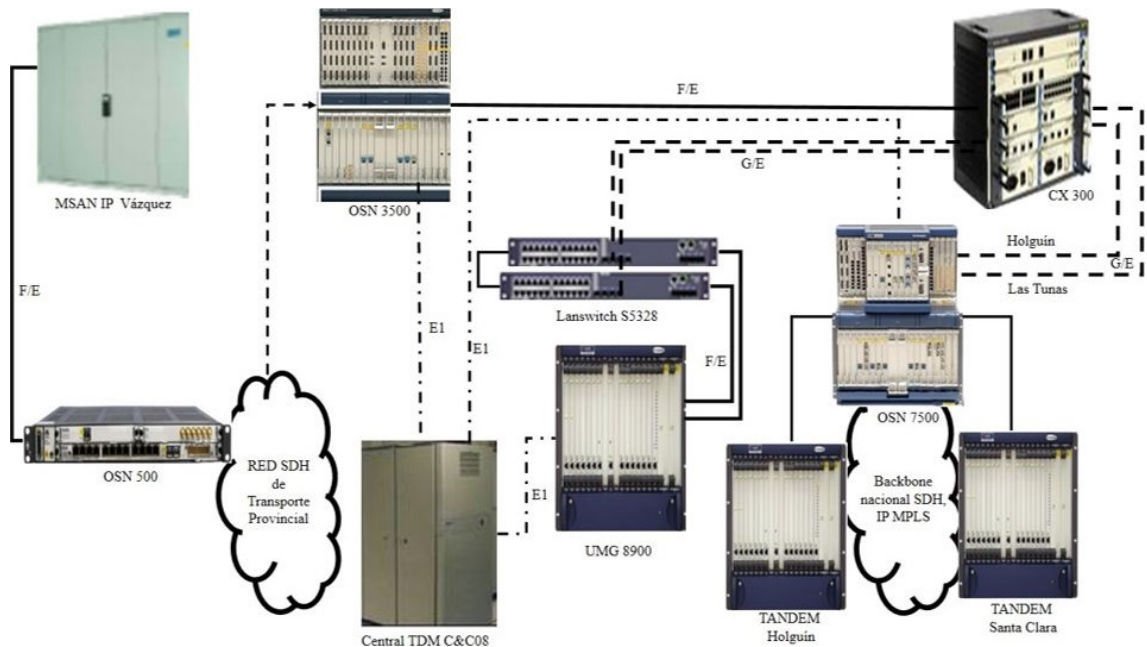 F/E
MSAN IP Vázquez
OSN 3500
CX 300
G/E
Holguín
G/E
Las Tunas
F/E
E1
E1
Lanswitch S5328
F/E
OSN 7500
OSN 500
RED SDH
de
Transporte
Provincial
E1
UMG 8900
Backbone
nacional SDH,
IP MPLS
Central TDM C&C08
TANDEM
Holguín
TANDEM
Santa Clara